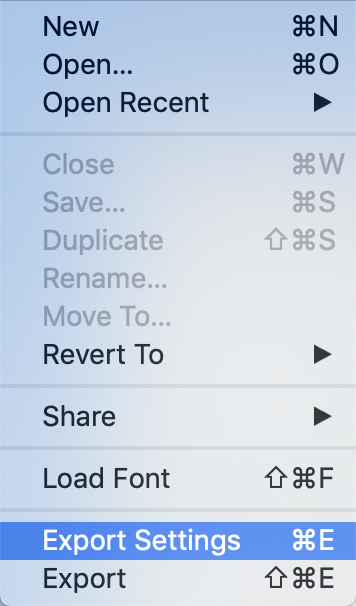 New ⌘N
Open... ⌘O
Open Recent ▶
Close ⌘W
Save... ⌘S
Duplicate ⇧⌘S
Rename...
Move To...
Revert To ▶
Share ▶
Load Font ⇧⌘F
Export Settings ⌘E
Export ⇧⌘E